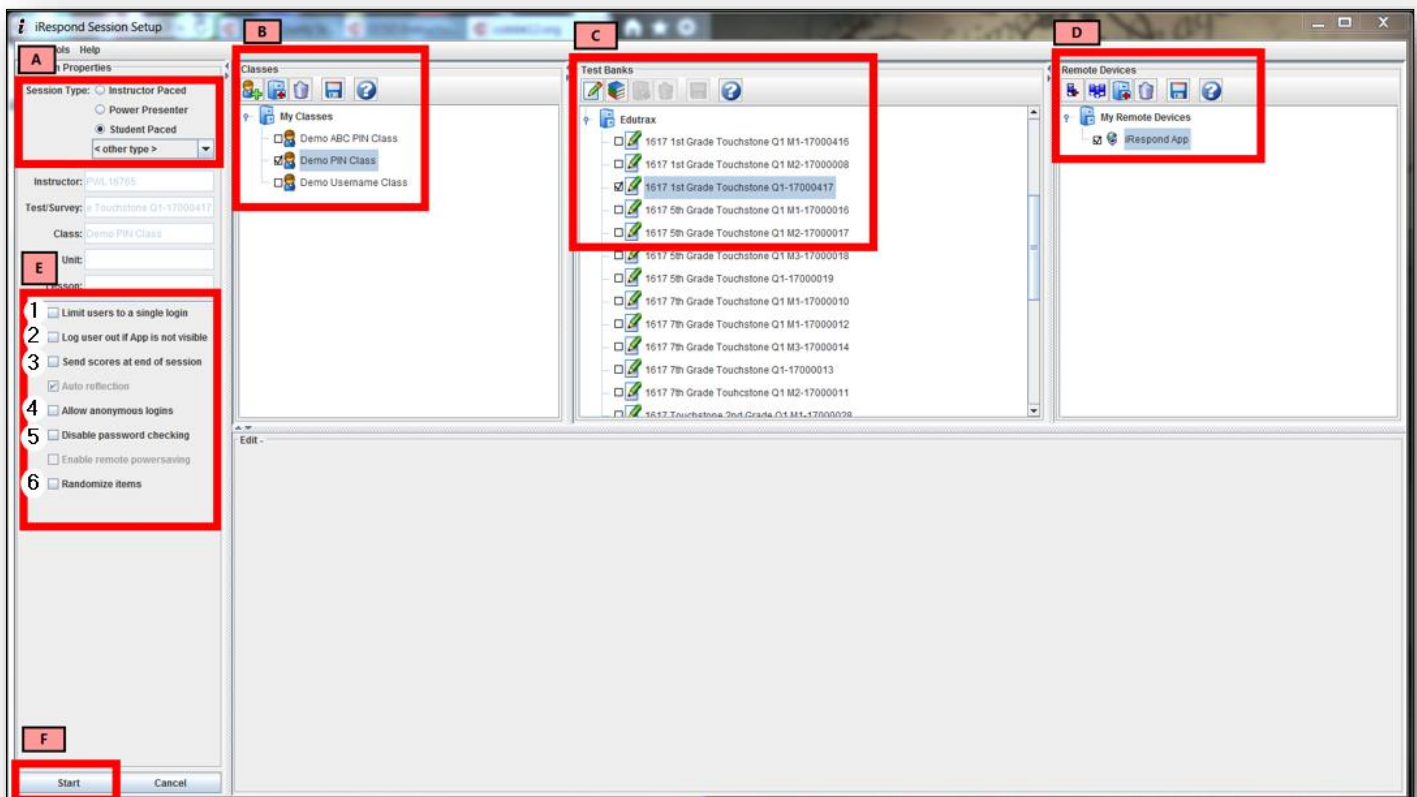 iRespond Session Setup
B
C
D
A
Help
Session Type:
Instructor Paced
Power Presenter
Student Paced
< other type >
Instructor:
PWL16765
Test/Survey:
e Touchstone Q1-17000417
Class:
Demo PIN Class
Unit:
E
1 Limit users to a single login
2 Log user out if App is not visible
3 Send scores at end of session
Auto reflection
4 Allow anonymous logins
5 Disable password checking
Enable remote powersaving
6 Randomize items
F
Start
Cancel
Classes
My Classes
Demo ABC PIN Class
Demo PIN Class
Demo Username Class
Test Banks
Edutrax
1617 1st Grade Touchstone Q1 M1-17000416
1617 1st Grade Touchstone Q1 M2-17000008
1617 1st Grade Touchstone Q1-17000417
1617 5th Grade Touchstone Q1 M1-17000016
1617 5th Grade Touchstone Q1 M2-17000017
1617 5th Grade Touchstone Q1 M3-17000018
1617 5th Grade Touchstone Q1-17000019
1617 7th Grade Touchstone Q1 M1-17000010
1617 7th Grade Touchstone Q1 M1-17000012
1617 7th Grade Touchstone Q1 M3-17000014
1617 7th Grade Touchstone Q1-17000013
1617 7th Grade Touhcstone Q1 M2-17000011
1617 Touchstone 2nd Grade Q1 M1-17000028
Remote Devices
My Remote Devices
iRespond App
Edit -